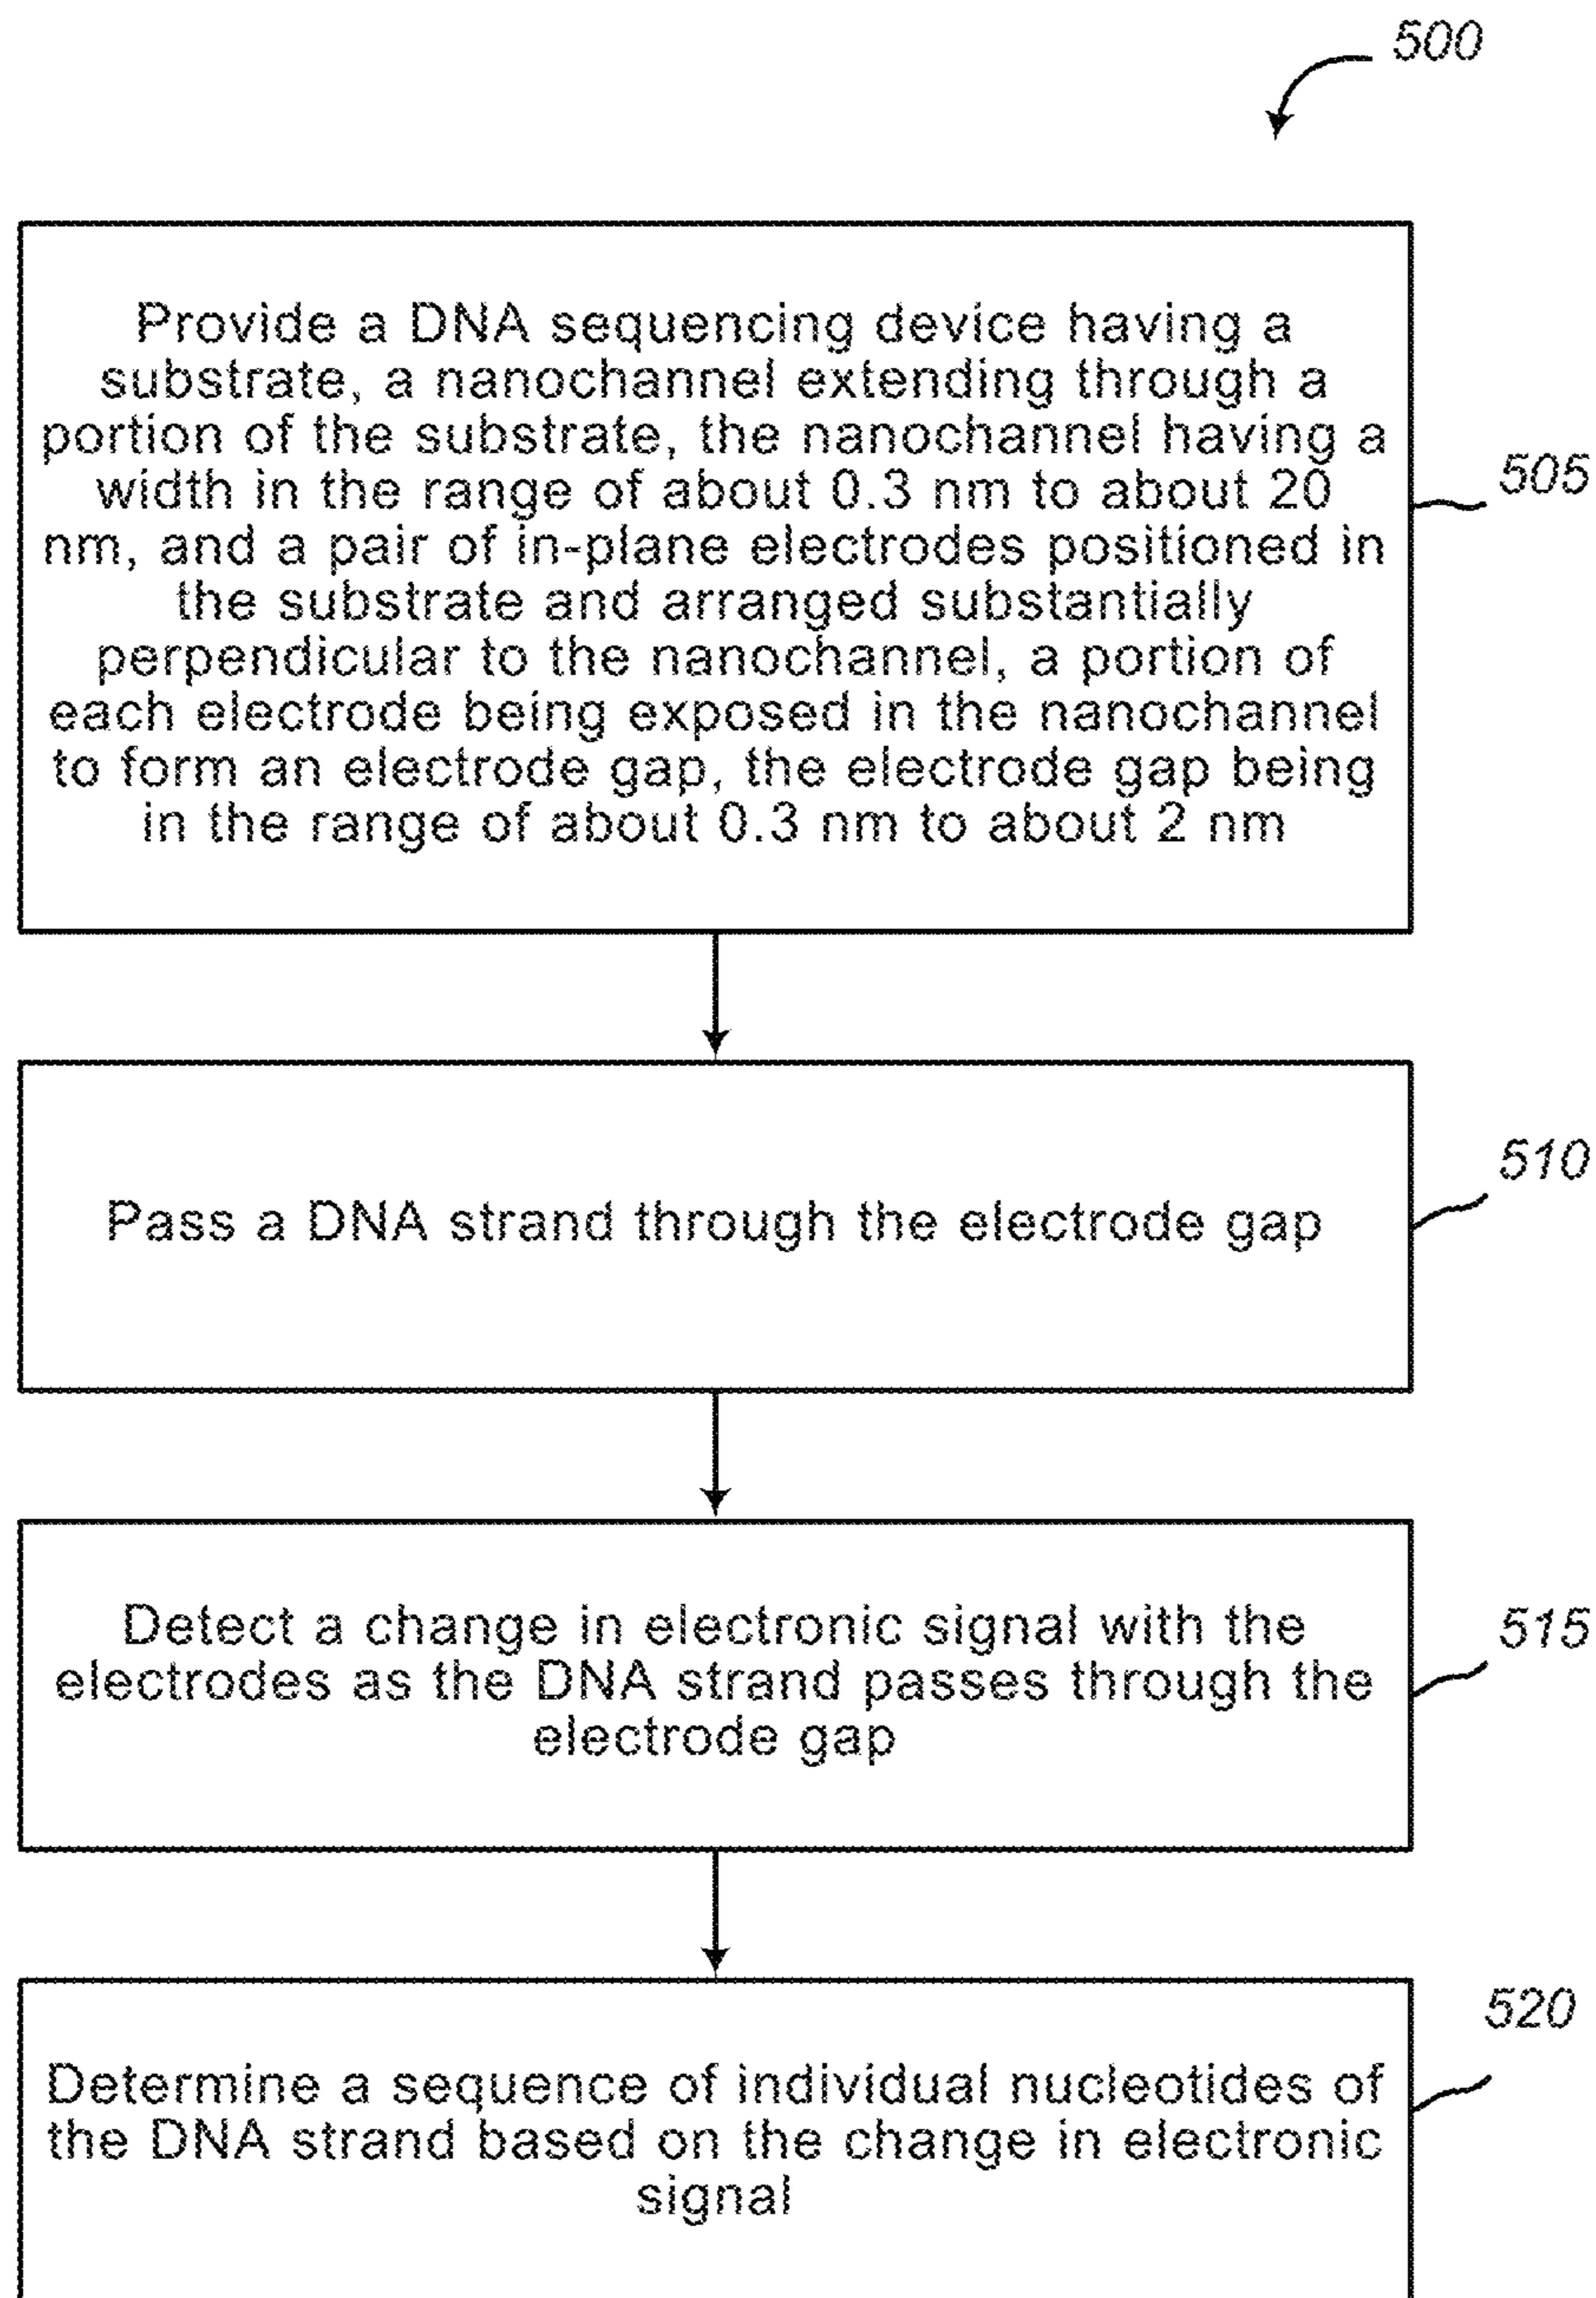 500
Provide a DNA sequencing device having a
substrate, a nanochannel extending through a
portion of the substrate, the nanochannel having a
width in the range of about 0.3 nm to about 20
nm, and a pair of in-plane electrodes positioned in
the substrate and arranged substantially
perpendicular to the nanochannel, a portion of
each electrode being exposed in the nanochannel
to form an electrode gap, the electrode gap being
in the range of about 0.3 nm to about 2 nm
505
Pass a DNA strand through the electrode gap
510
Detect a change in electronic signal with the
electrodes as the DNA strand passes through the
electrode gap
515
Determine a sequence of individual nucleotides of
the DNA strand based on the change in electronic
signal
520